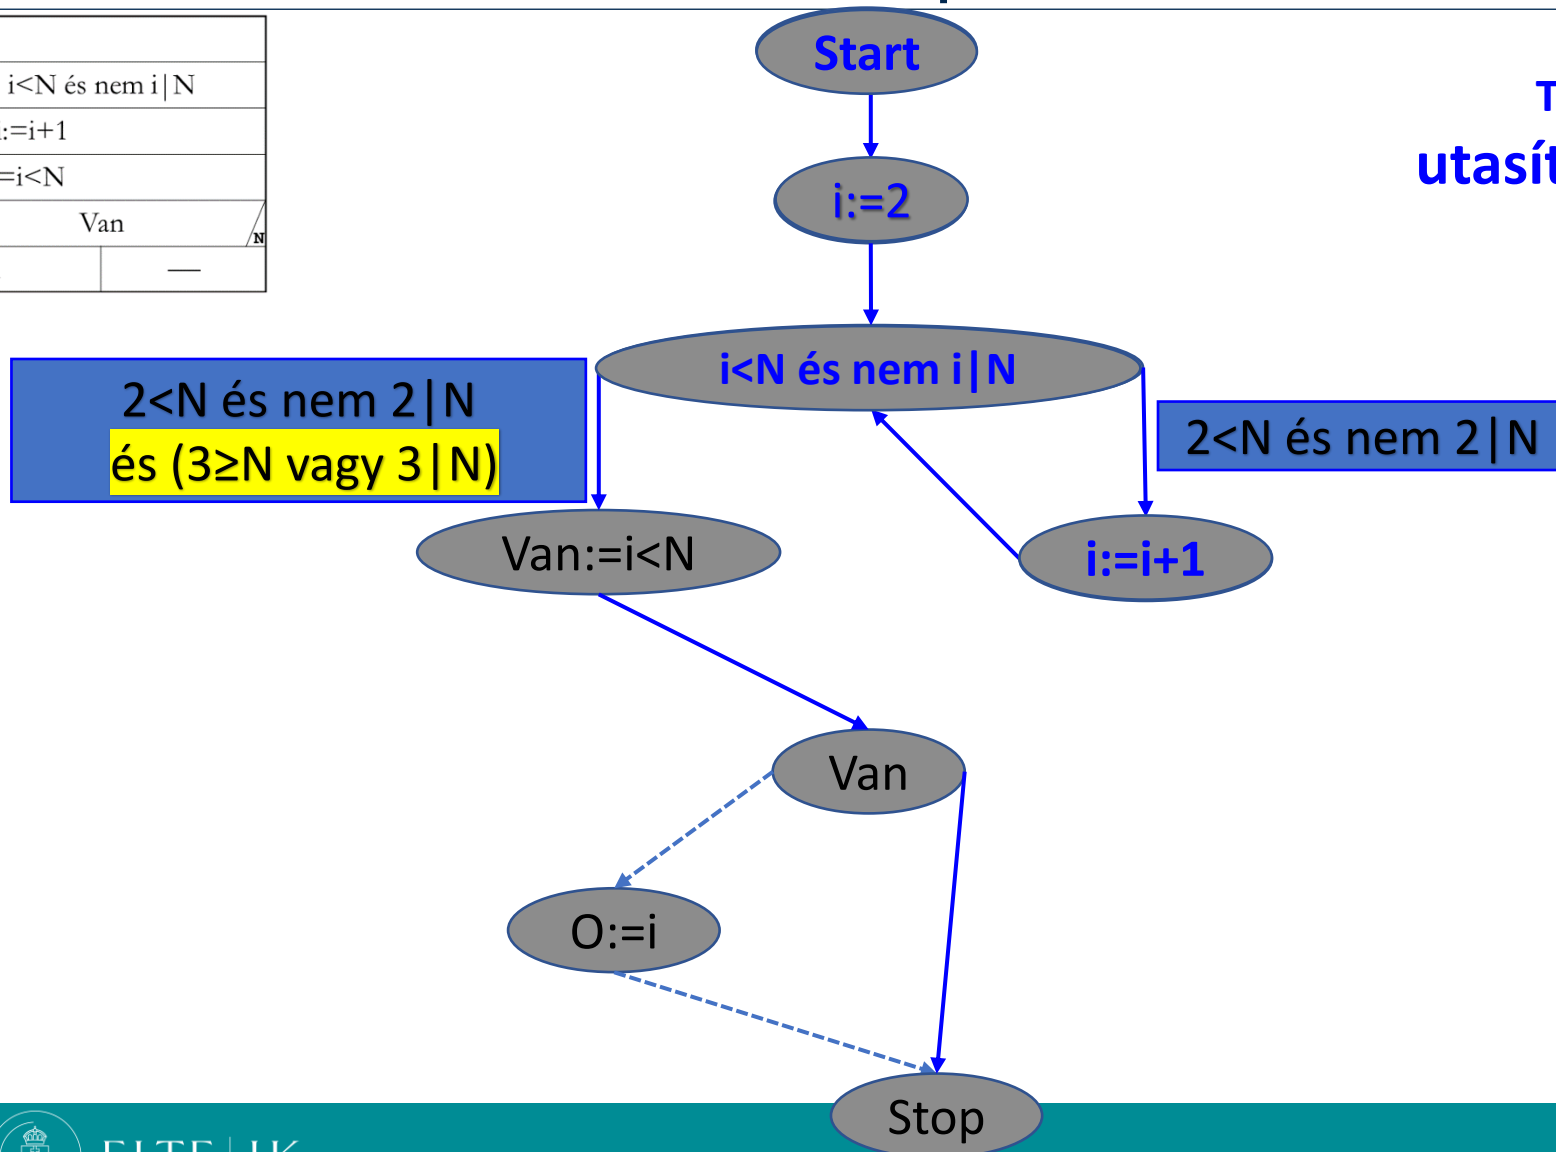 i<N és nem i|N
:=i+1
=i<N
Van
N
—
Start
i:=2
i<N és nem i|N
2<N és nem 2|N
és (3≥N vagy 3|N)
2<N és nem 2|N
Van:=i<N
i:=i+1
Van
O:=i
Stop
T
utasít